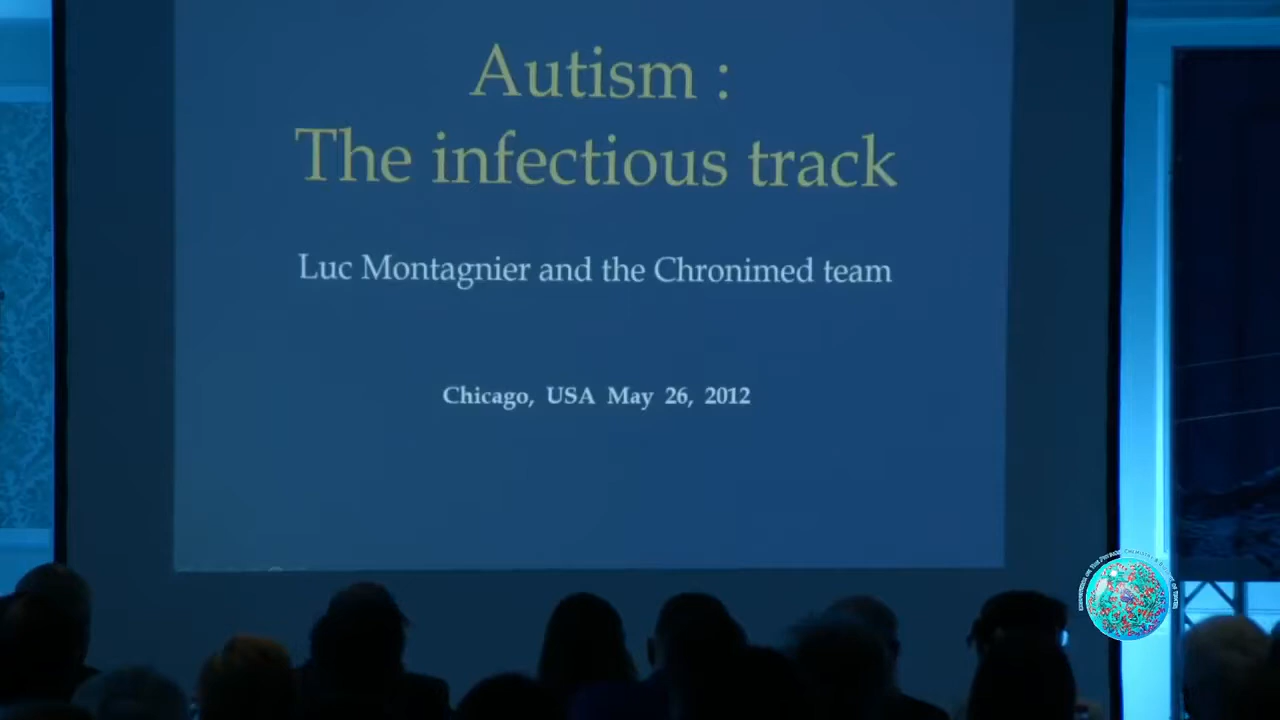 Autism :
The infectious track
Luc Montagnier and the Chronimed team
Chicago, USA May 26, 2012